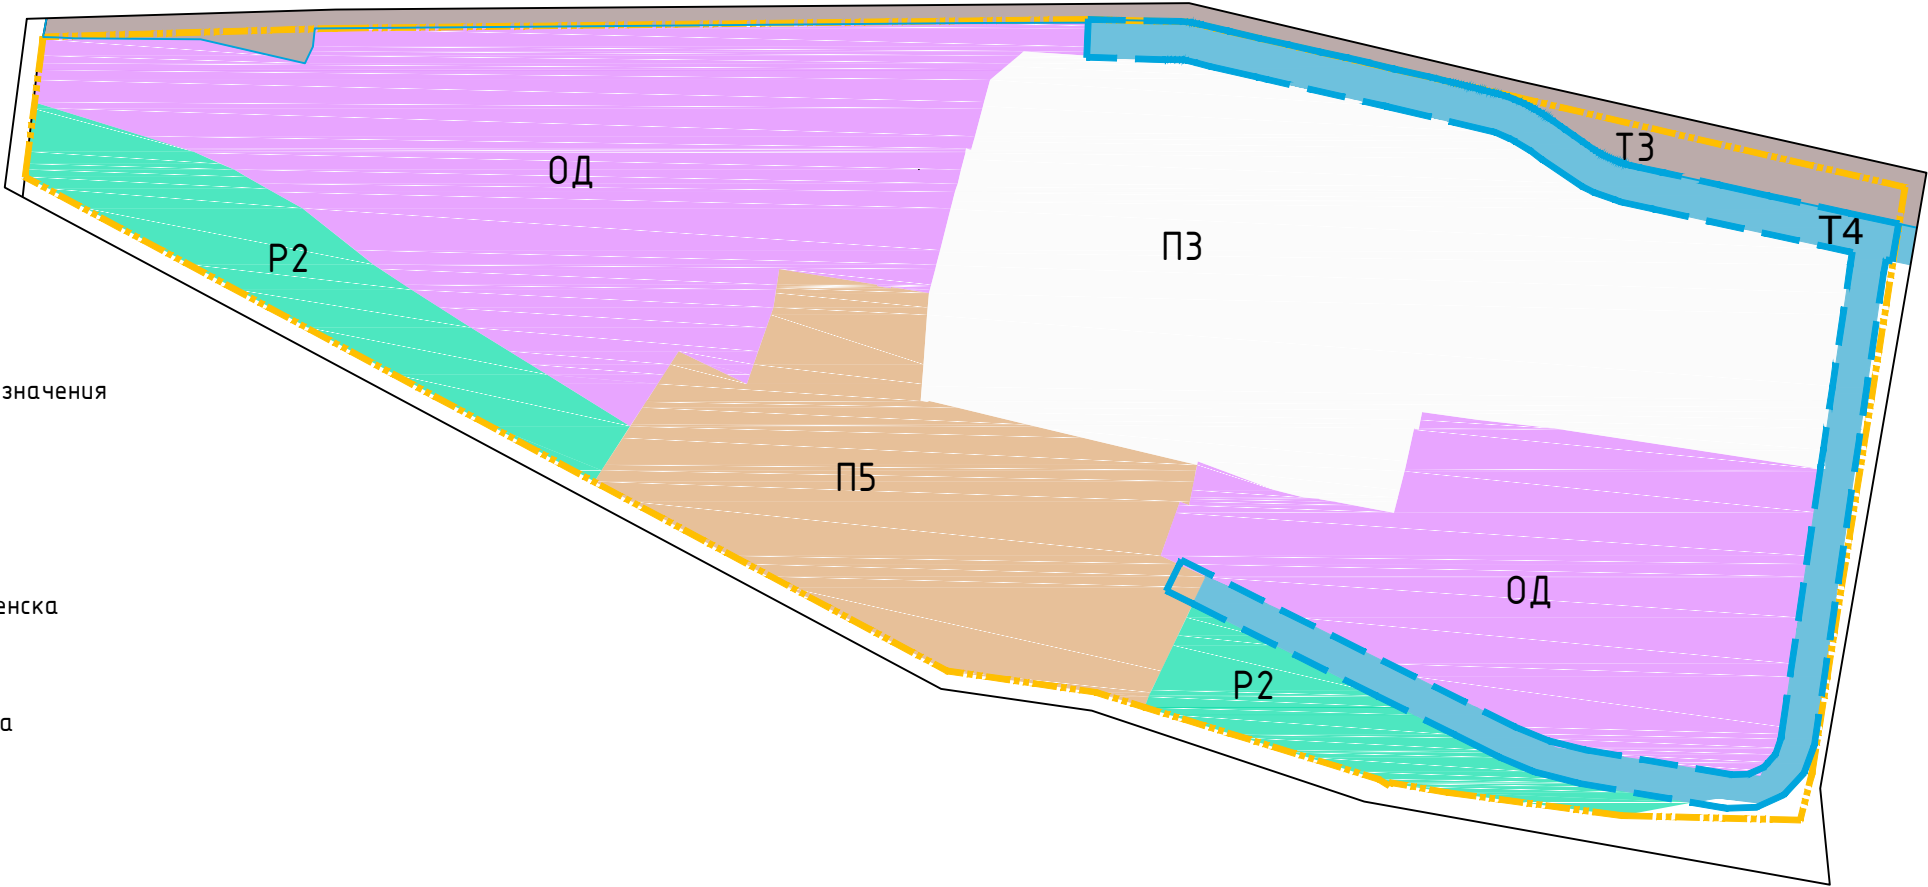 Т3
ОД
Т4
П3
Р2
значения
П5
ОД
енска
Р2
а